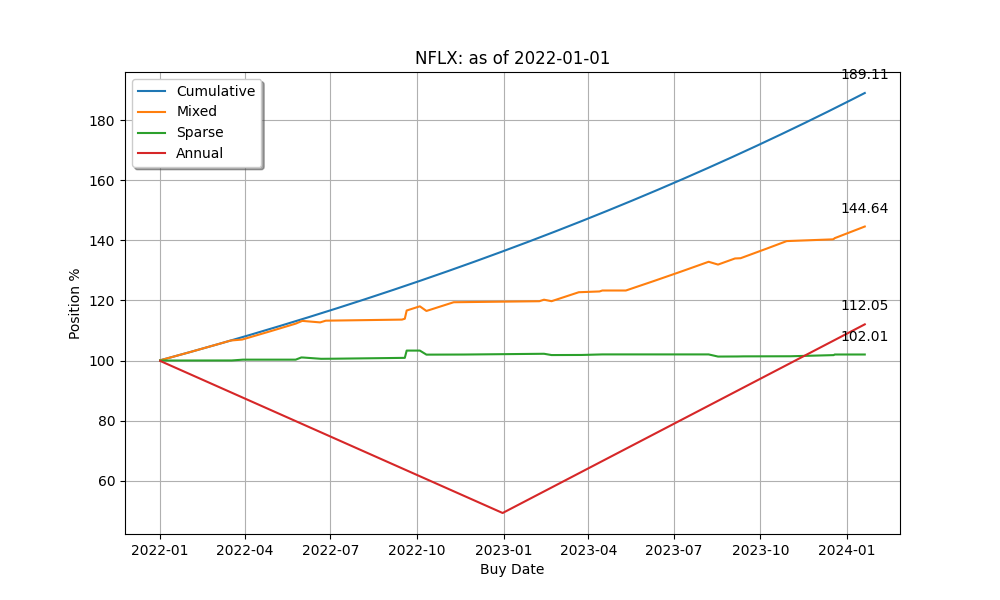 NFLX: as of 2022-01-01
Cumulative
Mixed
Sparse
Annual
189.11
144.64
112.05
102.01
180
160
140
120
100
80
60
Position %
2022-01 2022-04 2022-07 2022-10 2023-01 2023-04 2023-07 2023-10 2024-01
Buy Date